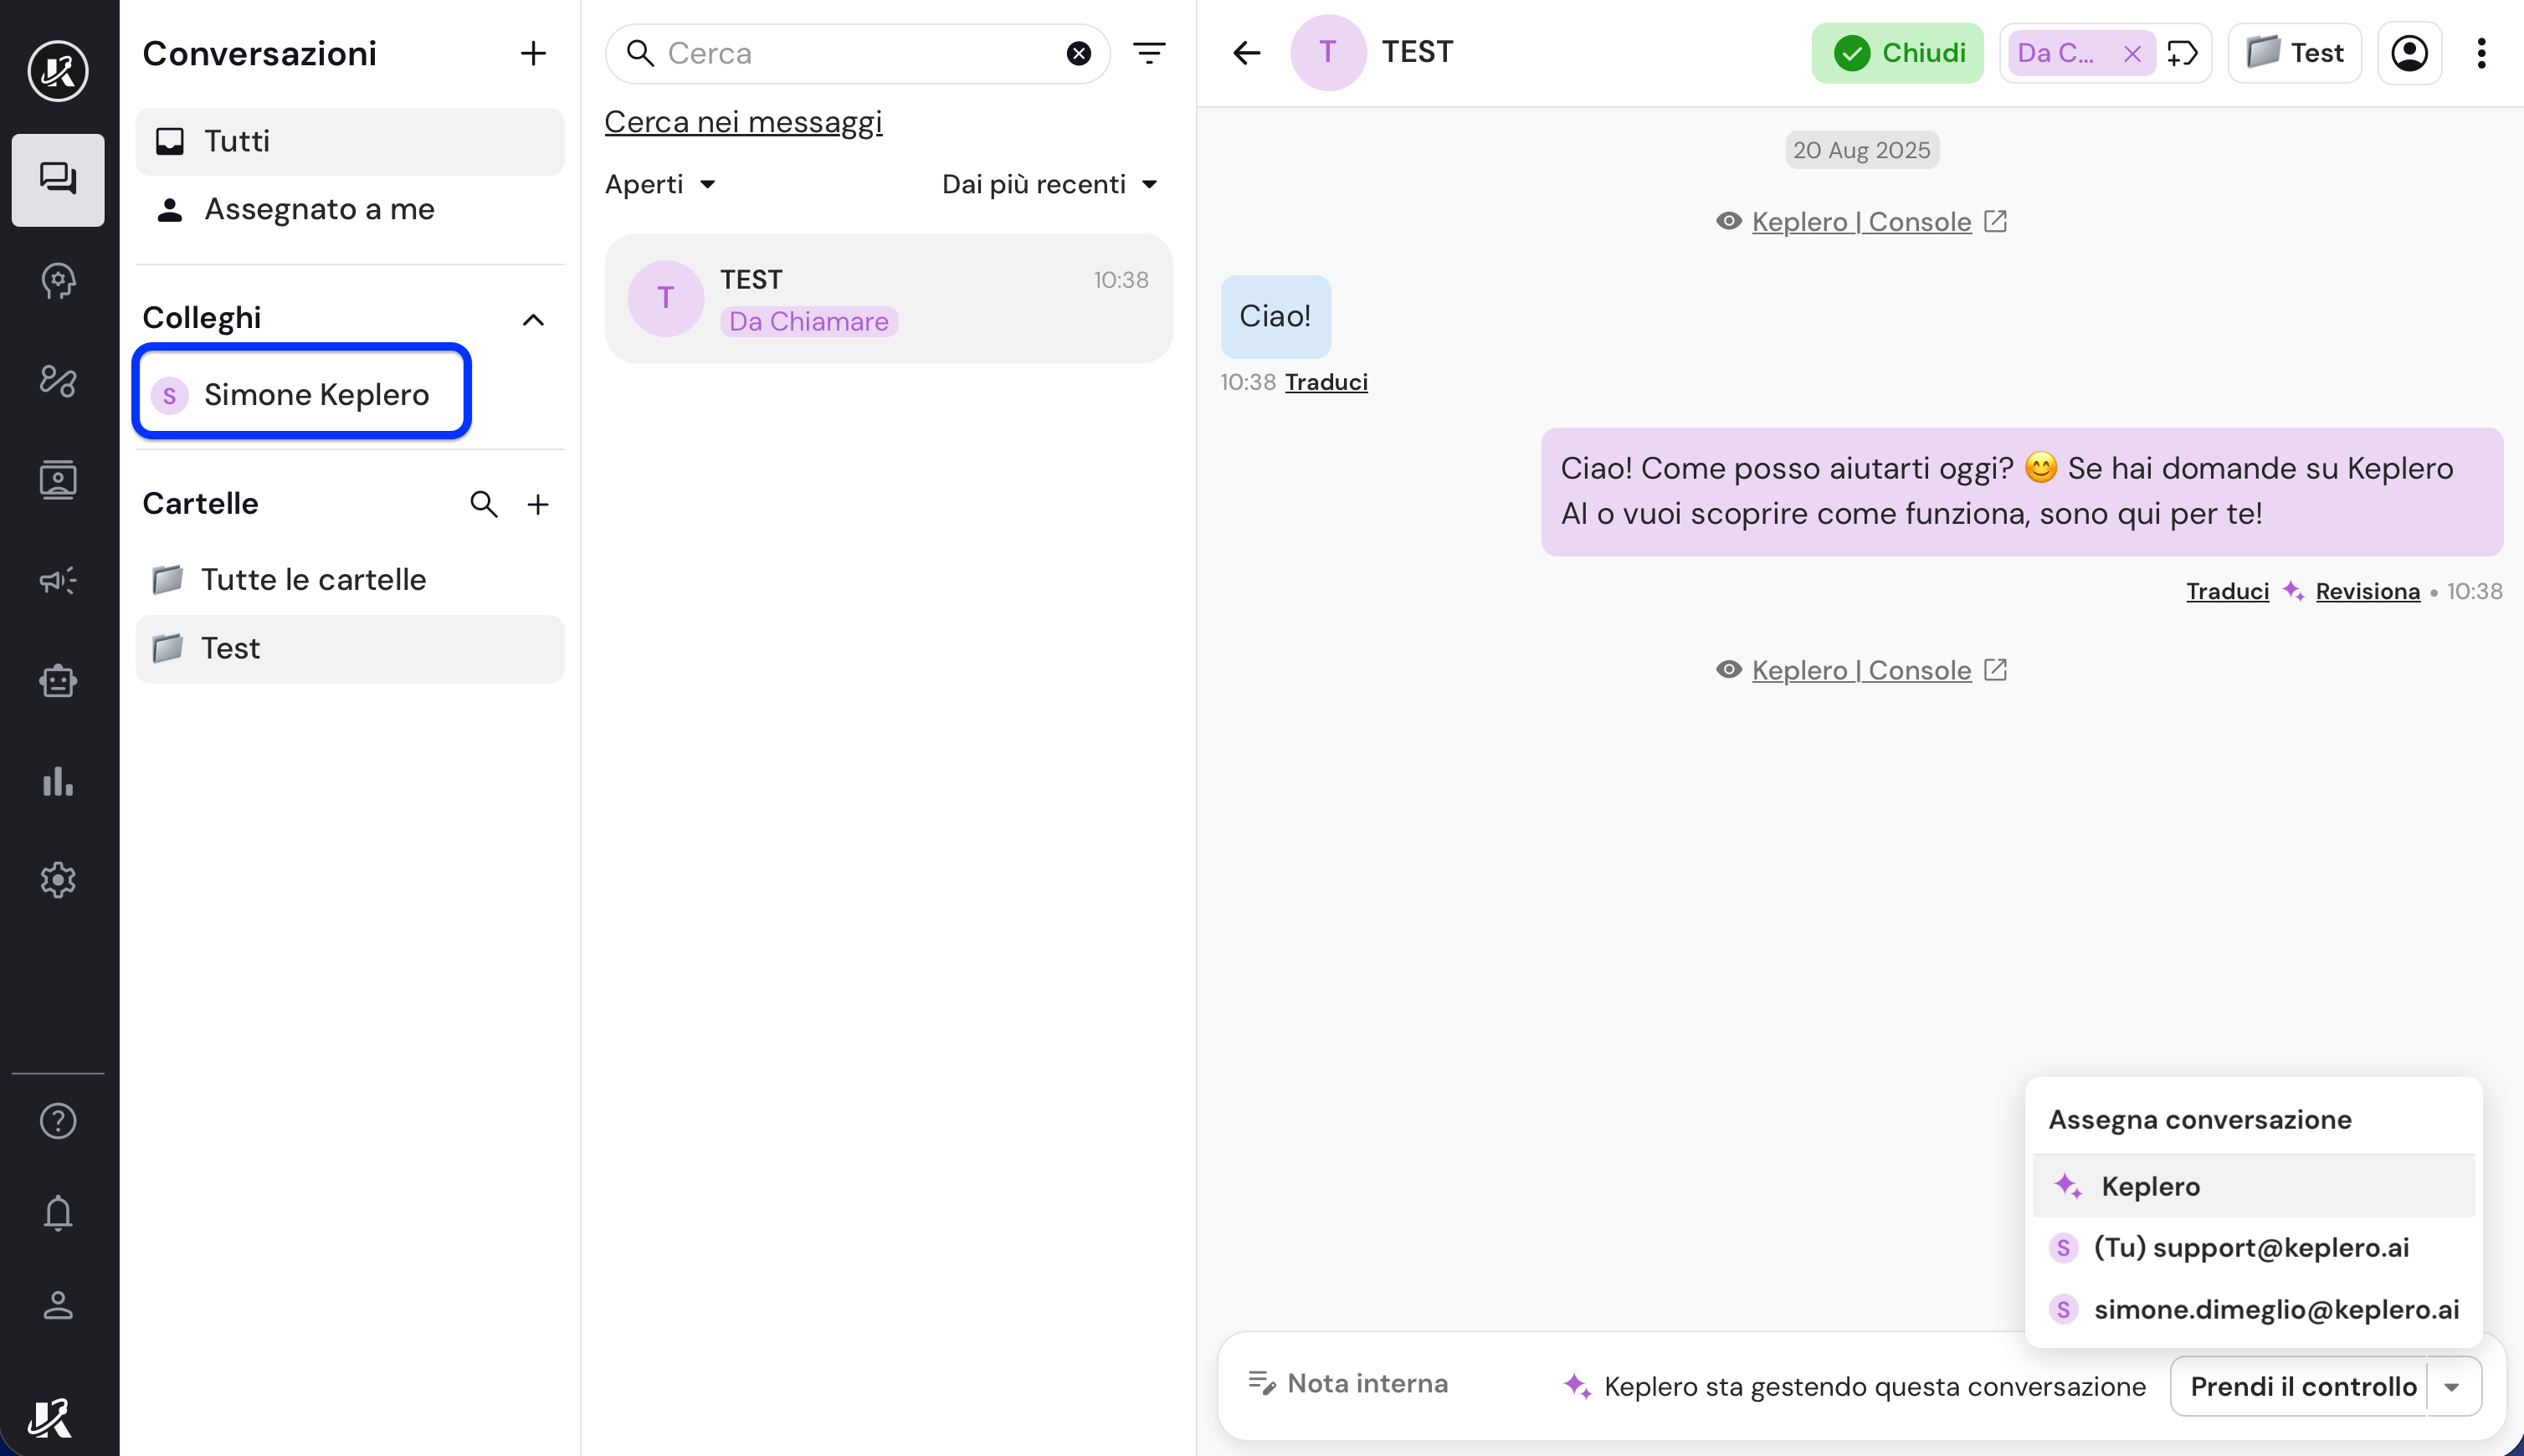 Conversazioni
Tutti
Assegnato a me
Colleghi
S Simone Keplero
Cartelle
Tutte le cartelle
Test
Cerca
Cerca nei messaggi
Aperti
Dai più recenti
T
TEST
10:38
Da Chiamare
T
TEST
Chiudi
Da C...
Test
20 Aug 2025
Keplero | Console
Ciao!
10:38 Traduci
Ciao! Come posso aiutarti oggi? 😊 Se hai domande su Keplero
AI o vuoi scoprire come funziona, sono qui per te!
Traduci Revisiona • 10:38
Keplero | Console
Assegna conversazione
Keplero
S (Tu) support@keplero.ai
S simone.dimeglio@keplero.ai
Nota interna
Keplero sta gestendo questa conversazione
Prendi il controllo